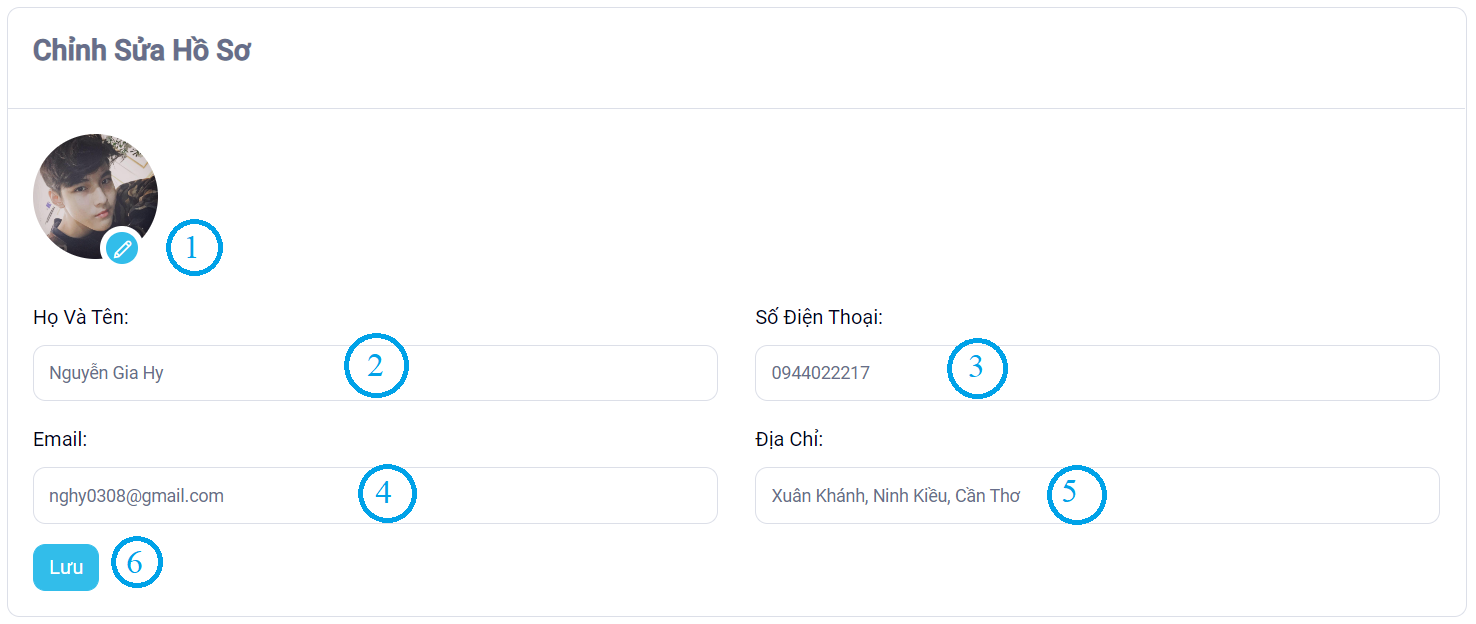 Chỉnh Sửa Hồ Sơ
1
Họ Và Tên:
Nguyễn Gia Hy
2
Số Điện Thoại:
0944022217
3
Email:
nghy0308@gmail.com
4
Địa Chỉ:
Xuân Khánh, Ninh Kiều, Cần Thơ
5
Lưu
6